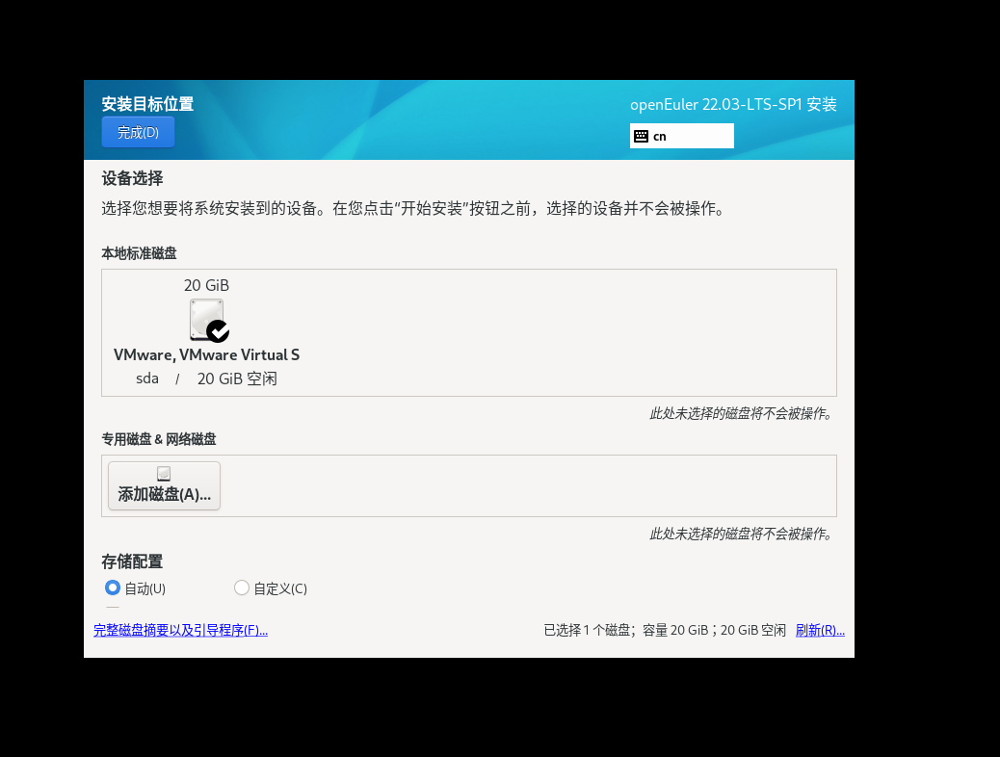 安装目标位置
openEuler 22.03-LTS-SP1 安装
完成(D)
cn
设备选择
选择您想要将系统安装到的设备。在您点击“开始安装”按钮之前，选择的设备并不会被操作。
本地标准磁盘
20 GiB
VMware, VMware Virtual S
sda / 20 GiB 空闲
此处未选择的磁盘将不会被操作。
专用磁盘 & 网络磁盘
添加磁盘(A)...
此处未选择的磁盘将不会被操作。
存储配置
自动(U) 自定义(C)
完整磁盘摘要以及引导程序(F)... 已选择 1 个磁盘；容量 20 GiB；20 GiB 空闲 刷新(R)...